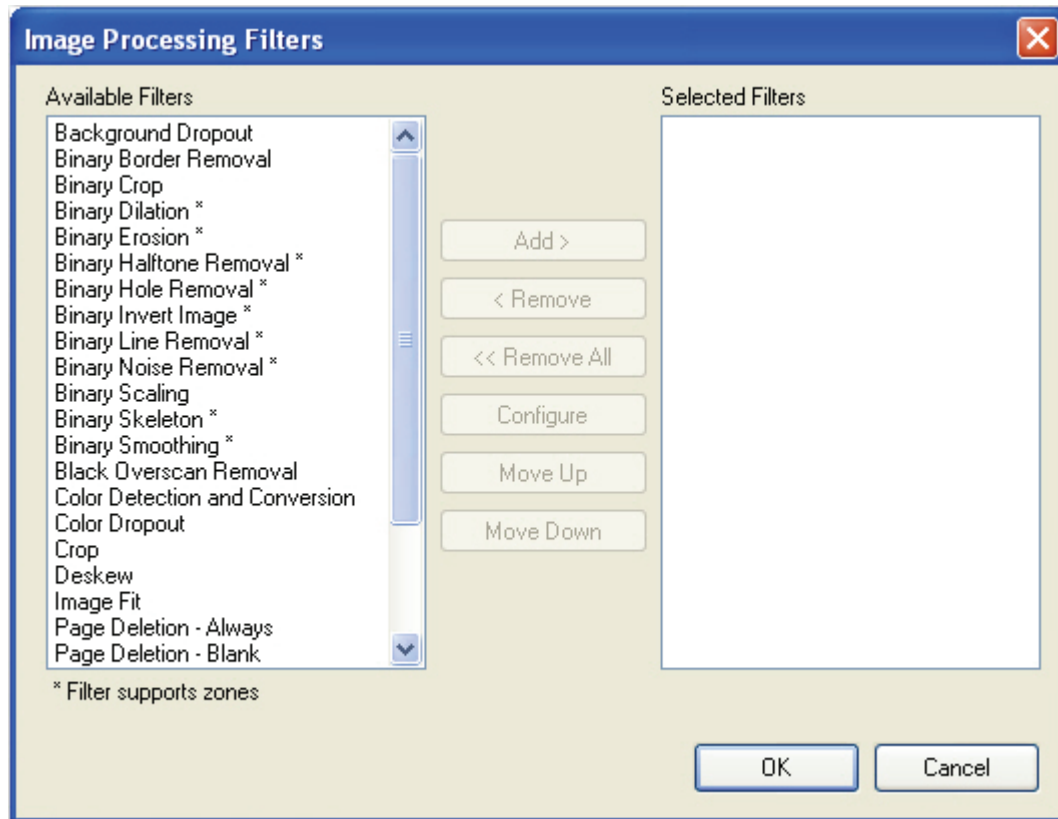 Image Processing Filters
Available Filters
Background Dropout
Binary Border Removal
Binary Crop
Binary Dilation *
Binary Erosion *
Binary Halftone Removal *
Binary Hole Removal *
Binary Invert Image *
Binary Line Removal *
Binary Noise Removal *
Binary Scaling
Binary Skeleton *
Binary Smoothing *
Black Overscan Removal
Color Detection and Conversion
Color Dropout
Crop
Deskew
Image Fit
Page Deletion - Always
Page Deletion - Blank
* Filter supports zones
Add >
< Remove
<< Remove All
Configure
Move Up
Move Down
Selected Filters
OK
Cancel